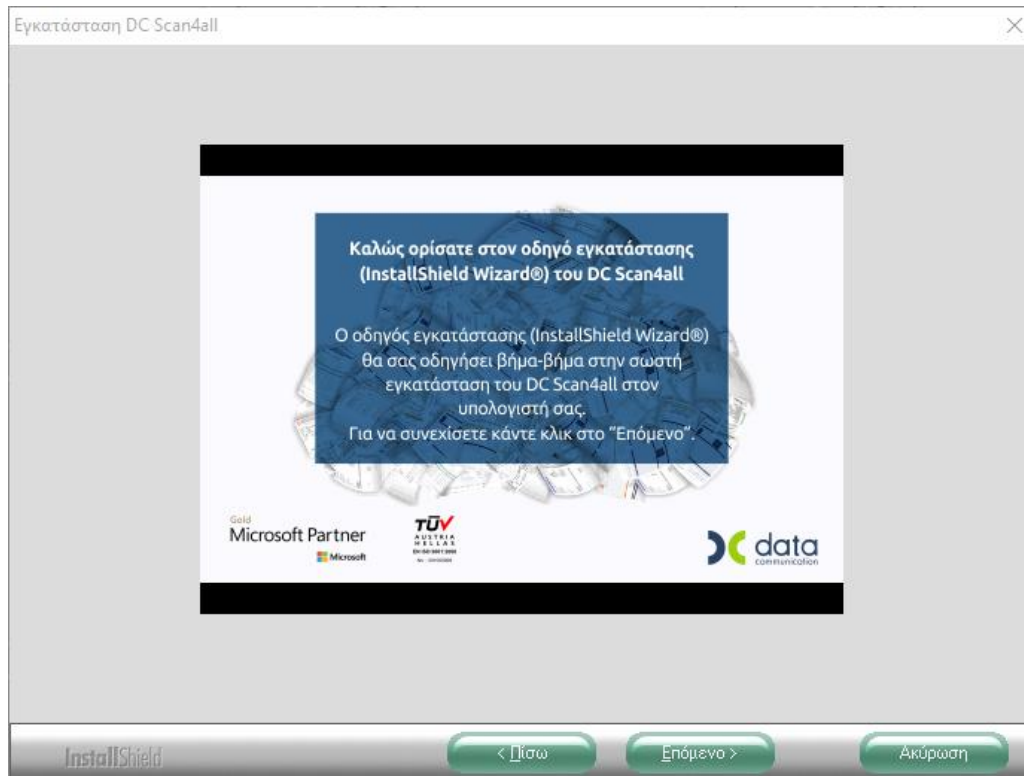 Εγκατάσταση DC Scan4all
Καλώς ορίσατε στον οδηγό εγκατάστασης
(InstallShield Wizard®) του DC Scan4all
Ο οδηγός εγκατάστασης (InstallShield Wizard®)
θα σας οδηγήσει βήμα-βήμα στην σωστή
εγκατάσταση του DC Scan4all στον
υπολογιστή σας.
Για να συνεχίσετε κάντε κλικ στο "Επόμενο".
Gold
Microsoft Partner
Microsoft
TÜV
AUSTRIA
HELLAS
data
communication
InstallShield
< Πίσω
Επόμενο >
Ακύρωση